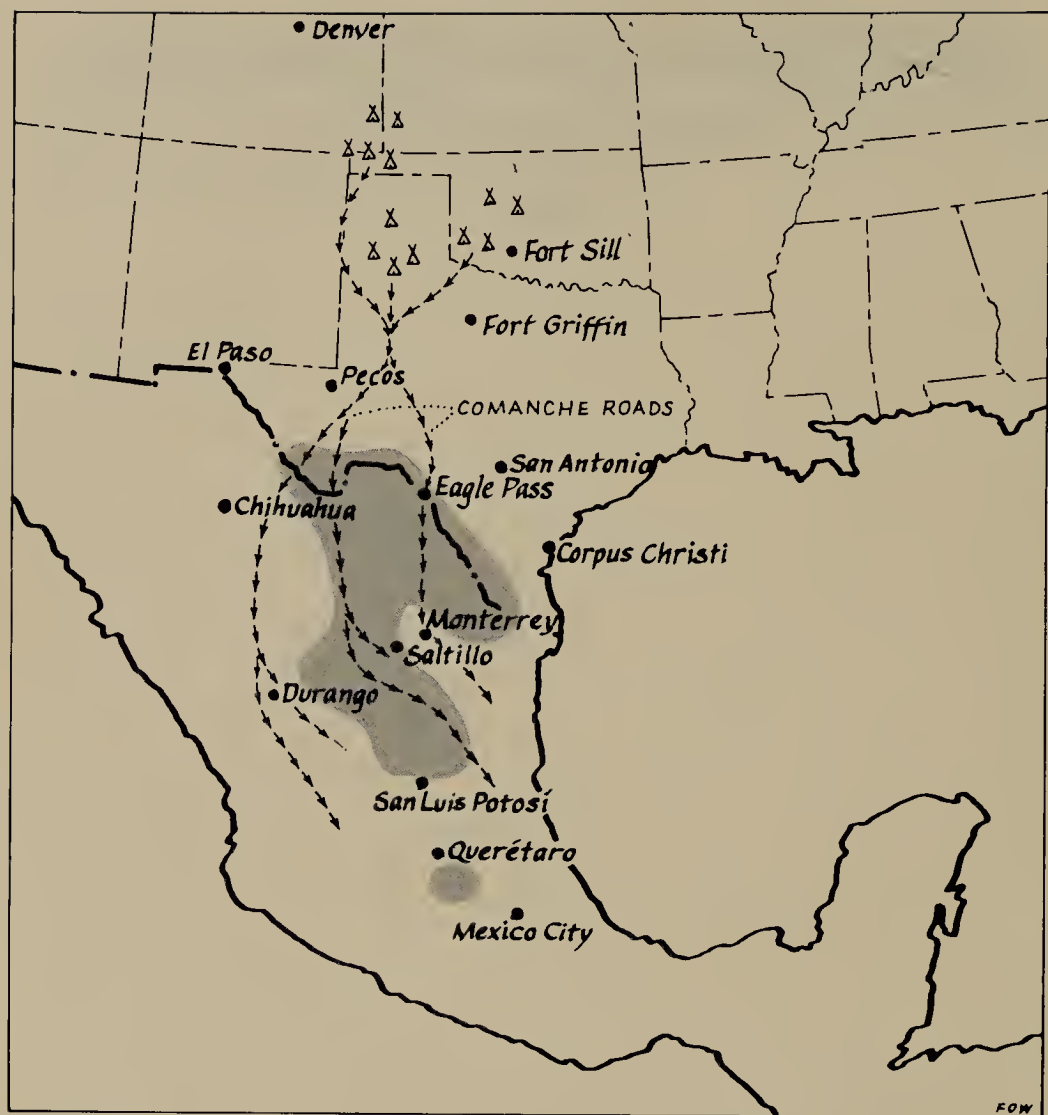 Denver
Fort Sill
Fort Griffin
El Paso
Pecos
COMANCHE ROADS
San Antonio
Eagle Pass
Chihuahua
Corpus Christi
Monterrey
Saltillo
Durango
San Luis Potosí
Querétaro
Mexico City
FOW